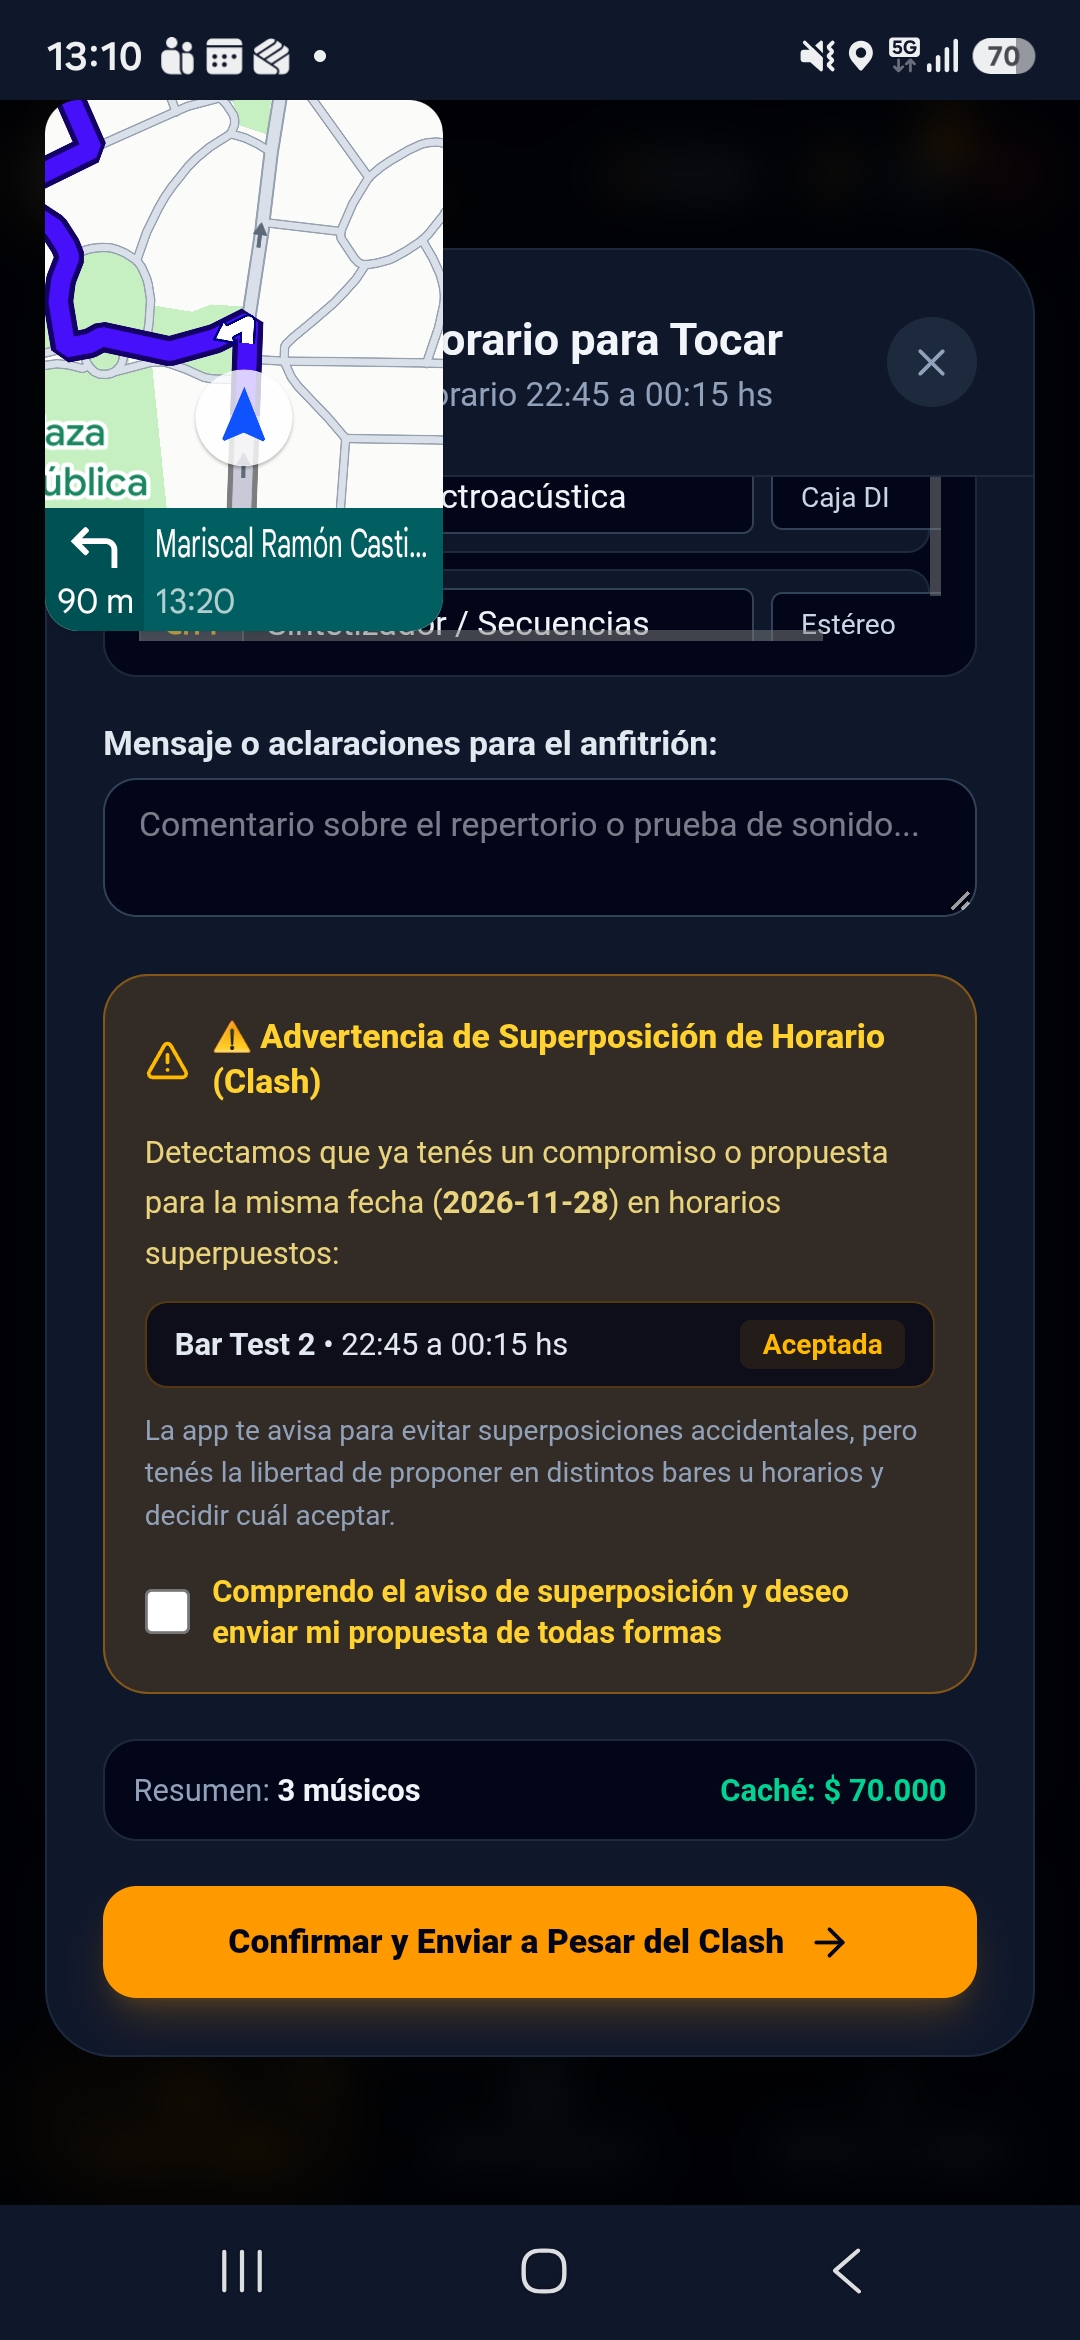 13:10
5G
70
orario para Tocar
orario 22:45 a 00:15 hs
aza
ública
ctroacústica
Caja DI
Mariscal Ramón Casti...
90 m
13:20
Sintetizador / Secuencias
Estéreo
Mensaje o aclaraciones para el anfitrión:
Comentario sobre el repertorio o prueba de sonido...
⚠️ Advertencia de Superposición de Horario
(Clash)
Detectamos que ya tenés un compromiso o propuesta
para la misma fecha (2026-11-28) en horarios
superpuestos:
Bar Test 2 • 22:45 a 00:15 hs
Aceptada
La app te avisa para evitar superposiciones accidentales, pero
tenés la libertad de proponer en distintos bares u horarios y
decidir cuál aceptar.
Comprendo el aviso de superposición y deseo
enviar mi propuesta de todas formas
Resumen: 3 músicos
Caché: $ 70.000
Confirmar y Enviar a Pesar del Clash →